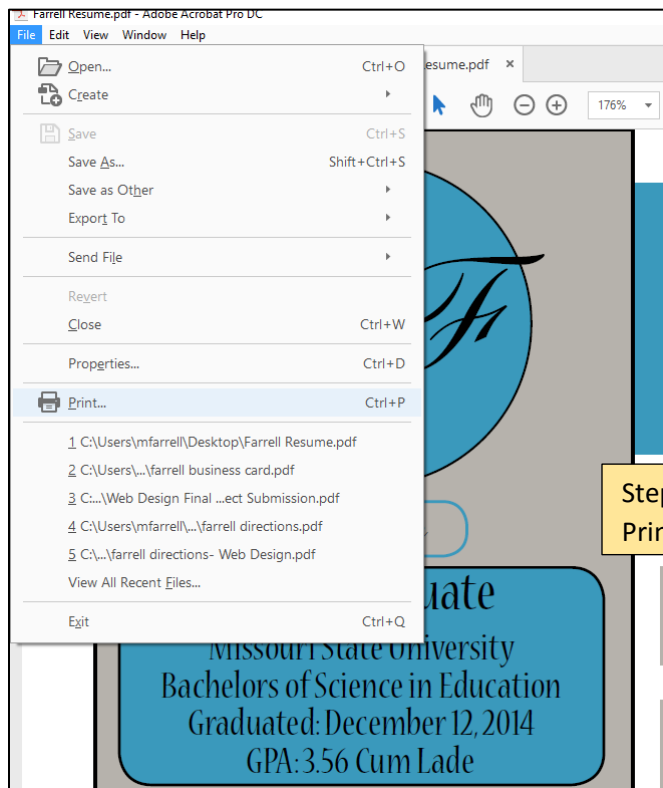 Farrell Resume.pdf - Adobe Acrobat Pro DC
File Edit View Window Help
Open... Ctrl+O
esume.pdf ×
Create
176%
Save Ctrl+S
Save As... Shift+Ctrl+S
Save as Other
Export To
Send File
Revert
Close Ctrl+W
Properties... Ctrl+D
Print... Ctrl+P
1 C:\Users\mfarrell\Desktop\Farrell Resume.pdf
2 C:\Users\...\farrell business card.pdf
3 C:...\Web Design Final ...ect Submission.pdf
4 C:\Users\mfarrell\...\farrell directions.pdf
5 C:\...\farrell directions- Web Design.pdf
View All Recent Files...
Exit Ctrl+Q
Step
Prin
uate
Missouri State University
Bachelors of Science in Education
Graduated: December 12, 2014
GPA: 3.56 Cum Lade